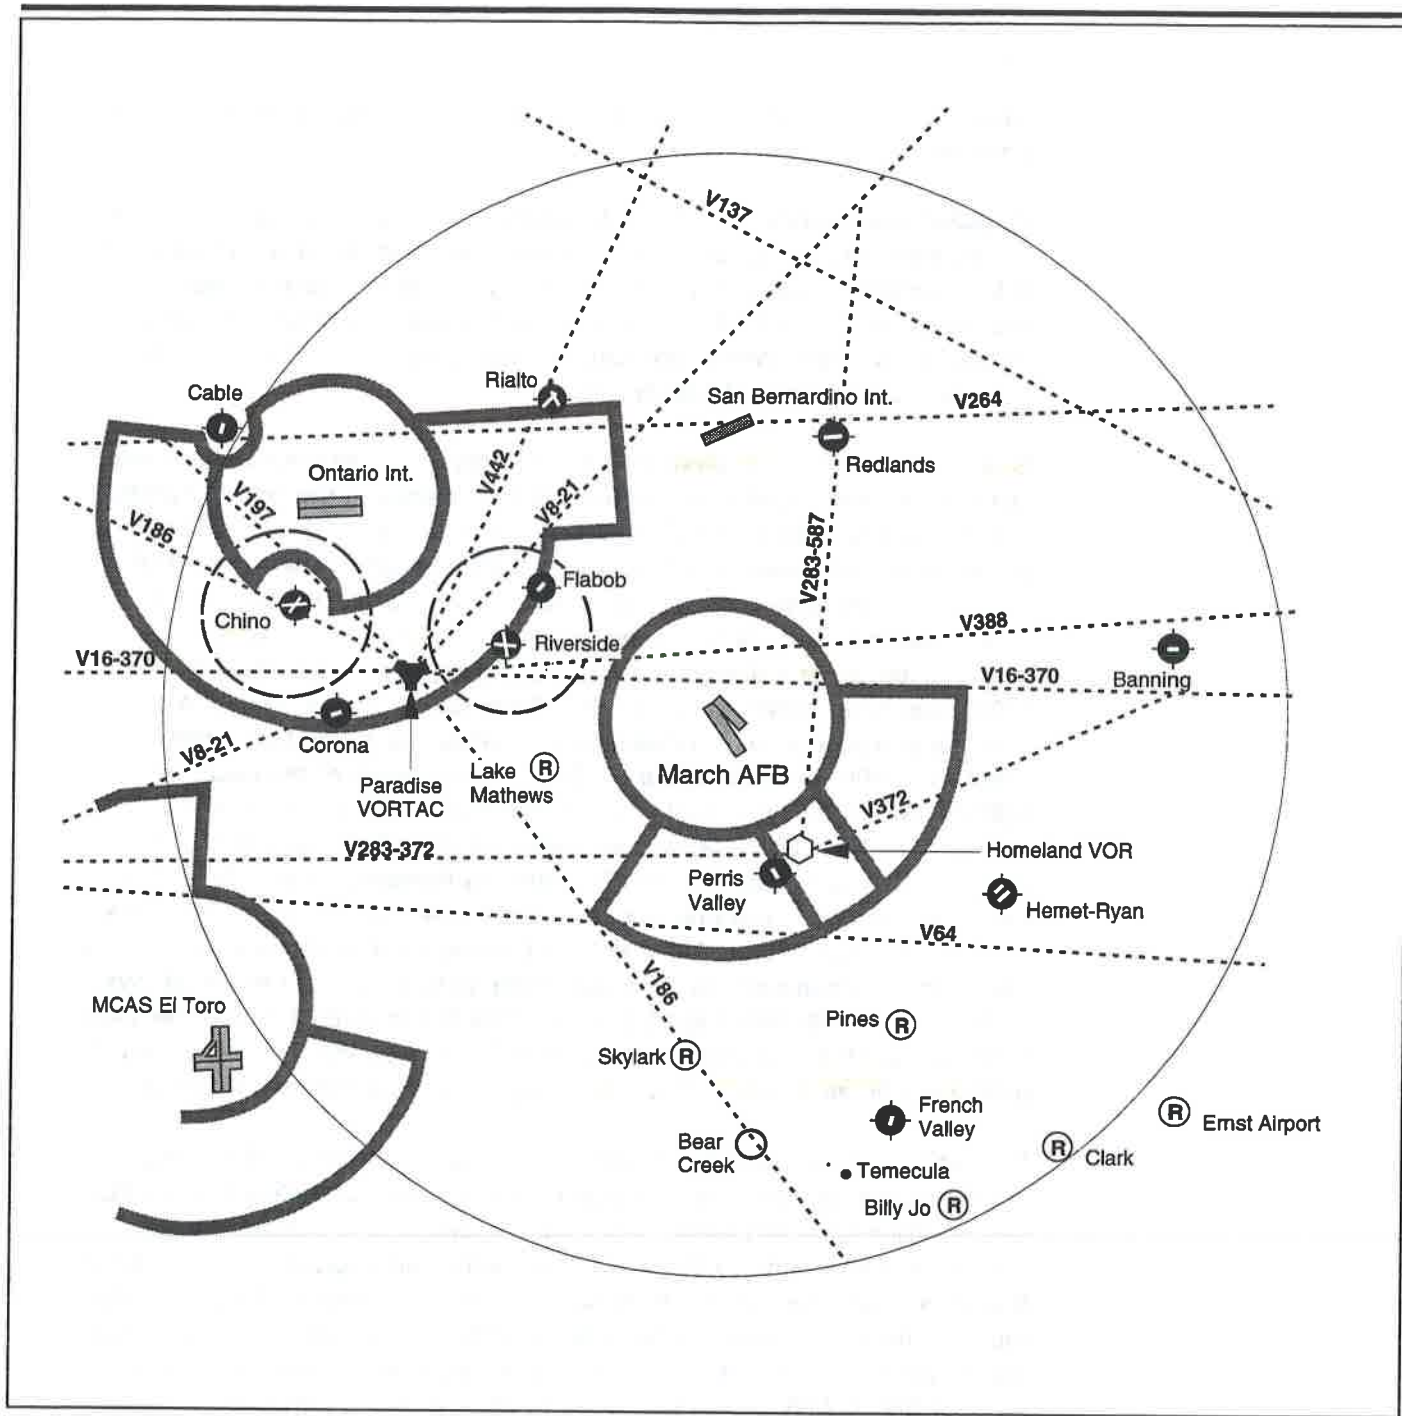 V137
Cable
Rialto
San Bernardino Int.
V264
Redlands
Ontario Int.
V442
V8-21
V197
V186
V283-587
Flabob
Chino
Riverside
V388
V16-370
V16-370
Banning
Corona
V8-21
Lake
Mathews
R
March AFB
Paradise
VORTAC
V372
V283-372
Homeland VOR
Perris
Valley
Hemet-Ryan
V64
V186
MCAS El Toro
Pines
R
Skylark
R
French
Valley
R
Ernst Airport
Bear
Creek
R
Clark
Temecula
Billy Jo
R